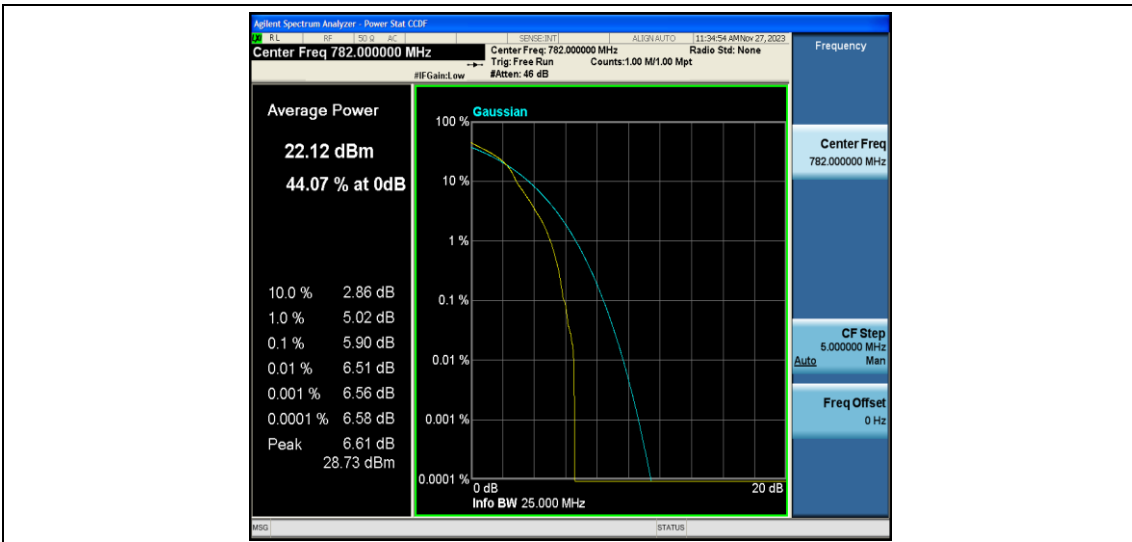 Agilent Spectrum Analyzer - Power Stat CCDF
RL RF 50 Ω AC SENSE:INT ALIGN AUTO 11:34:54 AM Nov 27, 2023
Center Freq 782.000000 MHz
Center Freq: 782.000000 MHz Radio Std: None
Trig: Free Run Counts:1.00 M/1.00 Mpt
#IFGain:Low #Atten: 46 dB
Frequency
Average Power
22.12 dBm
44.07 % at 0dB
10.0 % 2.86 dB
1.0 % 5.02 dB
0.1 % 5.90 dB
0.01 % 6.51 dB
0.001 % 6.56 dB
0.0001 % 6.58 dB
Peak 6.61 dB
28.73 dBm
Gaussian
100 %
10 %
1 %
0.1 %
0.01 %
0.001 %
0.0001 %
0 dB 20 dB
Info BW 25.000 MHz
Center Freq
782.000000 MHz
CF Step
5.000000 MHz
Auto Man
Freq Offset
0 Hz
MSG STATUS